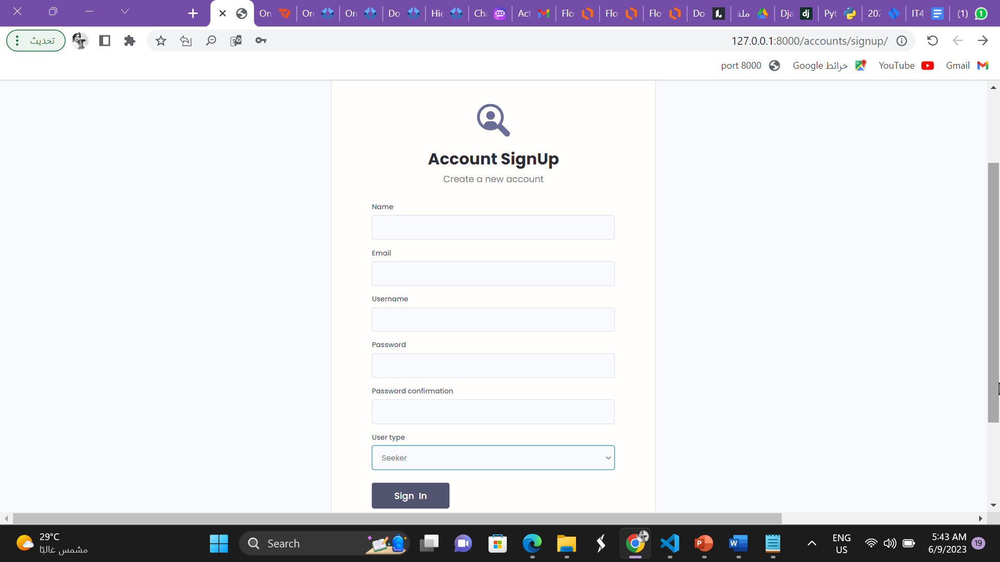 On
Or
Or
Do
Hie
Ch
Act
Flo
Flo
Flo
Do
ملة
Dja
Pyt
202
IT4
(1)
1
تحديث
127.0.0.1:8000/accounts/signup/
port 8000
خرائط Google
YouTube
Gmail
Account SignUp
Create a new account
Name
Email
Username
Password
Password confirmation
User type
Seeker
Sign In
29°C
مشمس غالبًا
Search
ENG
US
5:43 AM
6/9/2023
19